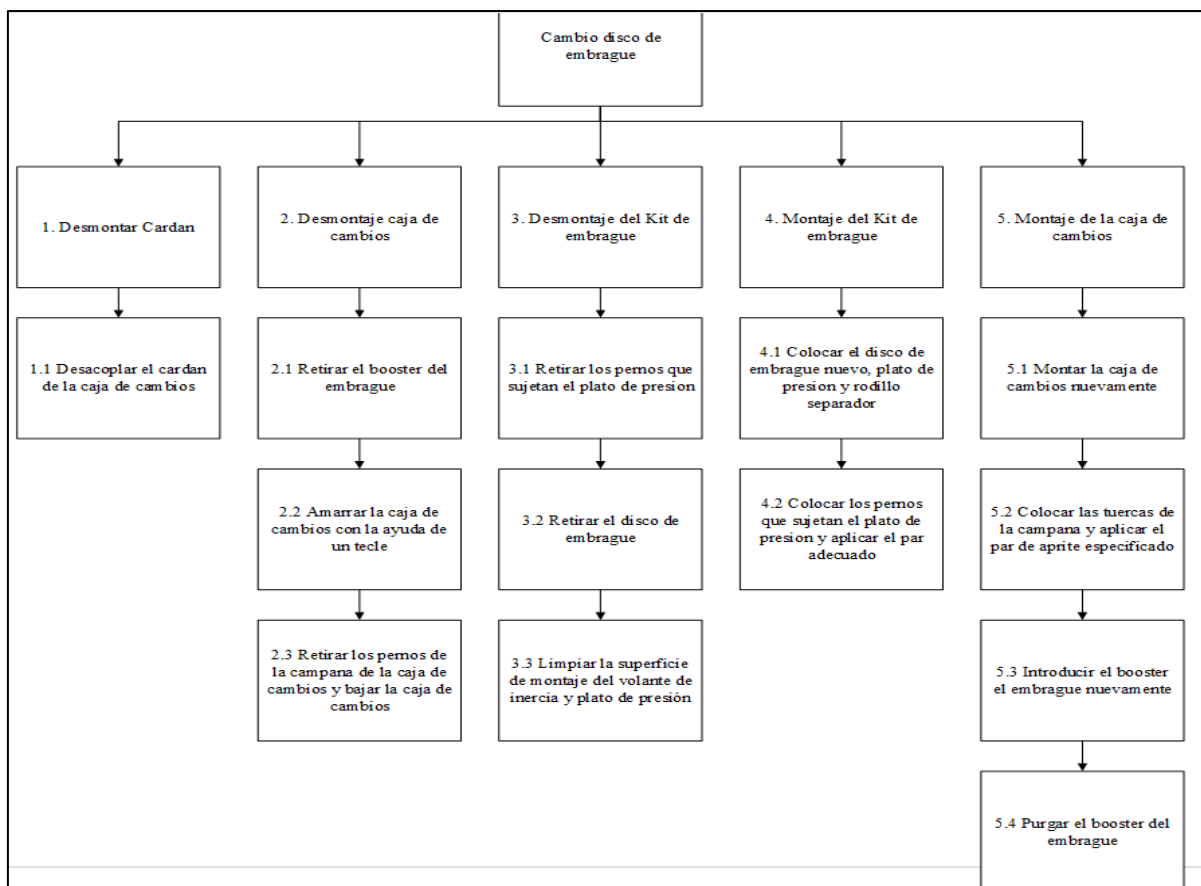 Cambio disco de
embrague
1. Desmontar Cardan
2. Desmontaje caja de
cambios
3. Desmontaje del Kit de
embrague
4. Montaje del Kit de
embrague
5. Montaje de la caja de
cambios
1.1 Desacoplar el cardan
de la caja de cambios
2.1 Retirar el booster del
embrague
3.1 Retirar los pernos que
sujetan el plato de presion
4.1 Colocar el disco de
embrague nuevo, plato de
presion y rodillo
separador
5.1 Montar la caja de
cambios nuevamente
2.2 Amarrar la caja de
cambios con la ayuda de
un tecle
3.2 Retirar el disco de
embrague
4.2 Colocar los pernos
que sujetan el plato de
presion y aplicar el par
adecuado
5.2 Colocar las tuercas de
la campana y aplicar el
par de aprite especificado
2.3 Retirar los pernos de
la campana de la caja de
cambios y bajar la caja de
cambios
3.3 Limpiar la superficie
de montaje del volante de
inercia y plato de presión
5.3 Introducir el booster
el embrague nuevamente
5.4 Purgar el booster del
embrague